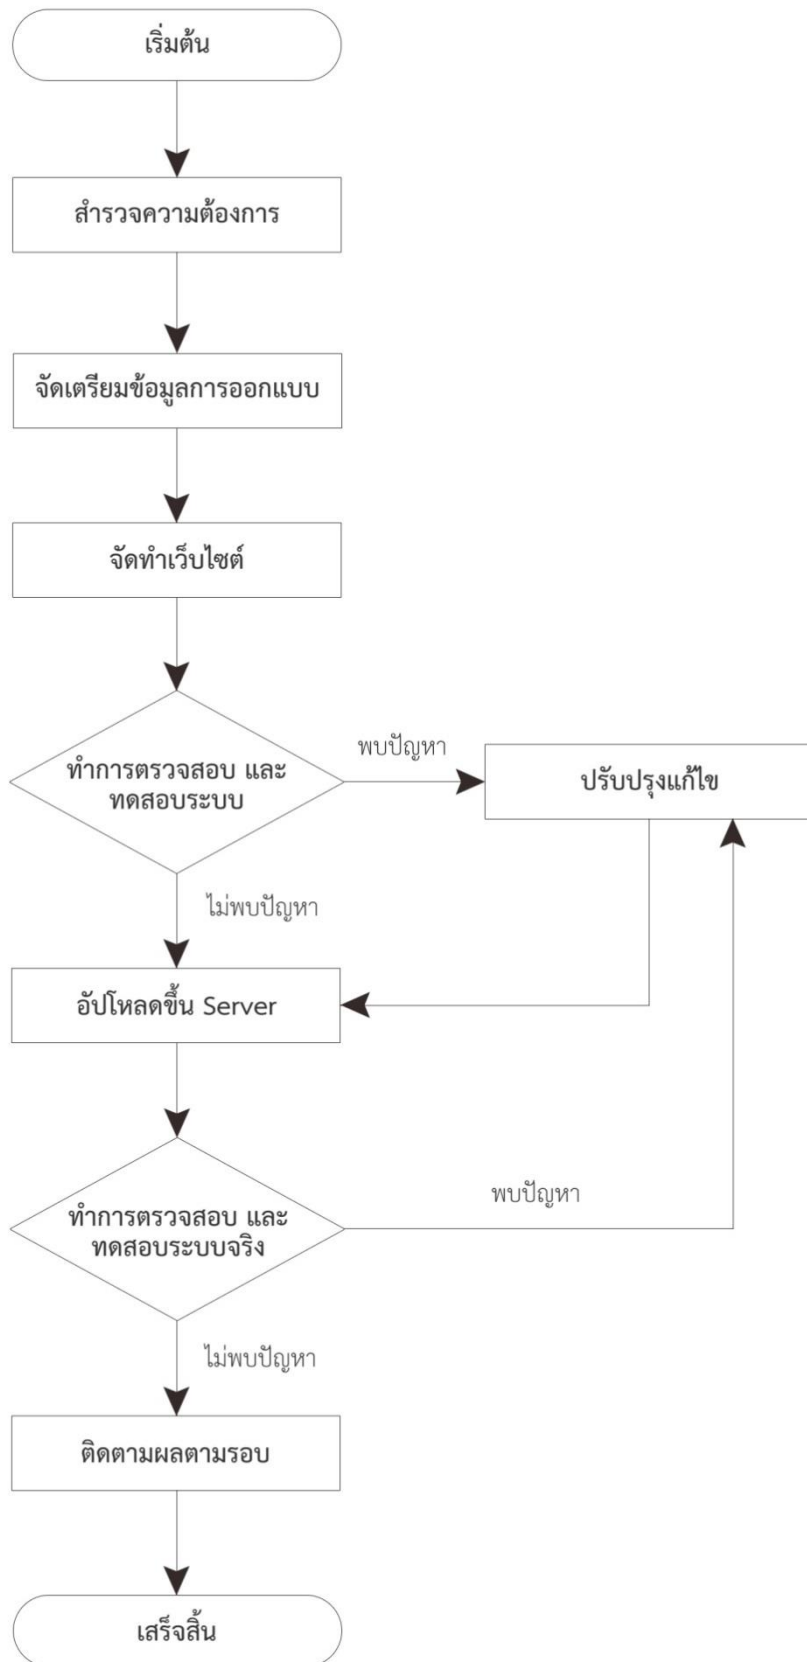 เริ่มต้น
สำรวจความต้องการ
จัดเตรียมข้อมูลการออกแบบ
จัดทำเว็บไซต์
ทำการตรวจสอบ และ
ทดสอบระบบ
พบปัญหา
ปรับปรุงแก้ไข
ไม่พบปัญหา
อัปโหลดขึ้น Server
ทำการตรวจสอบ และ
ทดสอบระบบจริง
พบปัญหา
ไม่พบปัญหา
ติดตามผลตามรอบ
เสร็จสิ้น